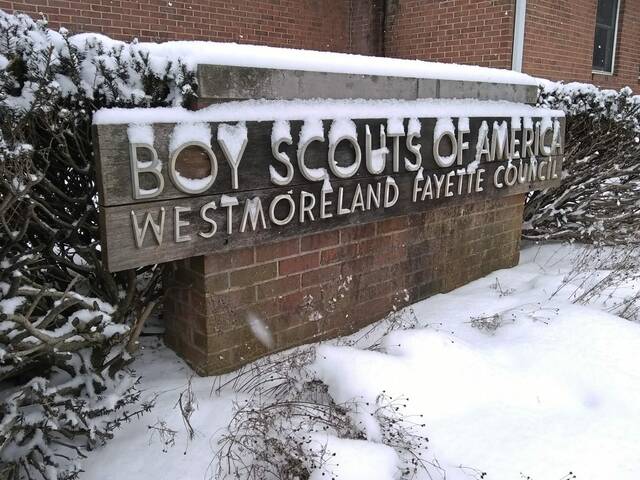 BOY SCOUTS OF AMERICA
WESTMORELAND FAYETTE COUNCIL